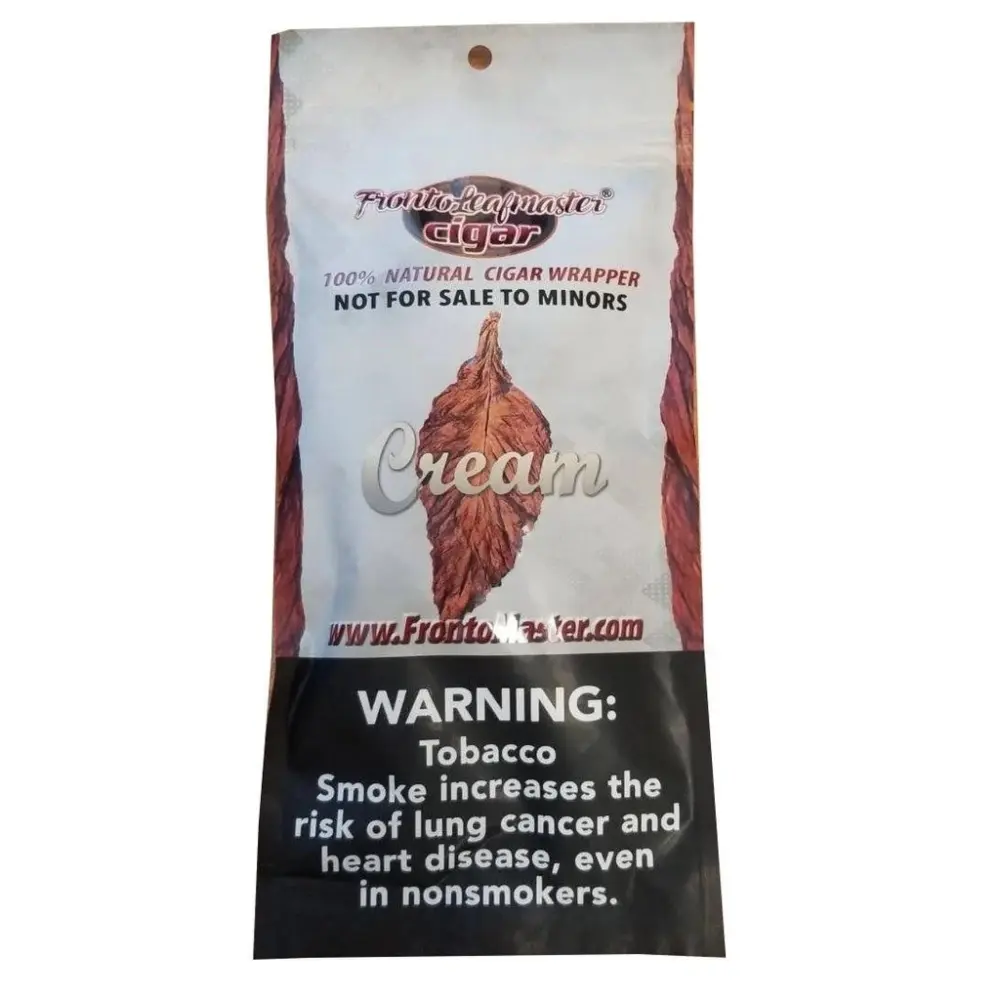 FrontoLeafmaster®
cigar
100% NATURAL CIGAR WRAPPER
NOT FOR SALE TO MINORS
Cream
www.FrontoMaster.com
WARNING:
Tobacco
Smoke increases the
risk of lung cancer and
heart disease, even
in nonsmokers.